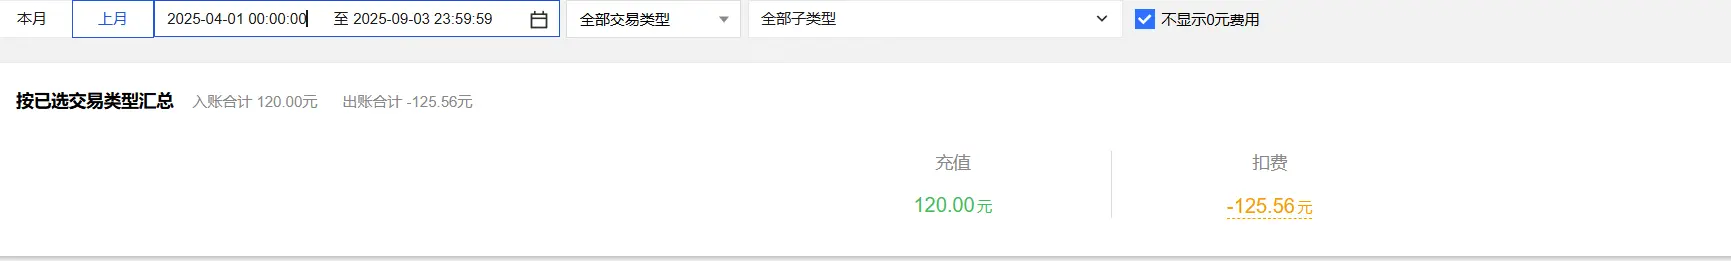 本月 上月 2025-04-01 00:00:00 至 2025-09-03 23:59:59 全部交易类型 全部子类型 不显示0元费用
按已选交易类型汇总 入账合计 120.00元 出账合计 -125.56元
充值 扣费
120.00元 -125.56元